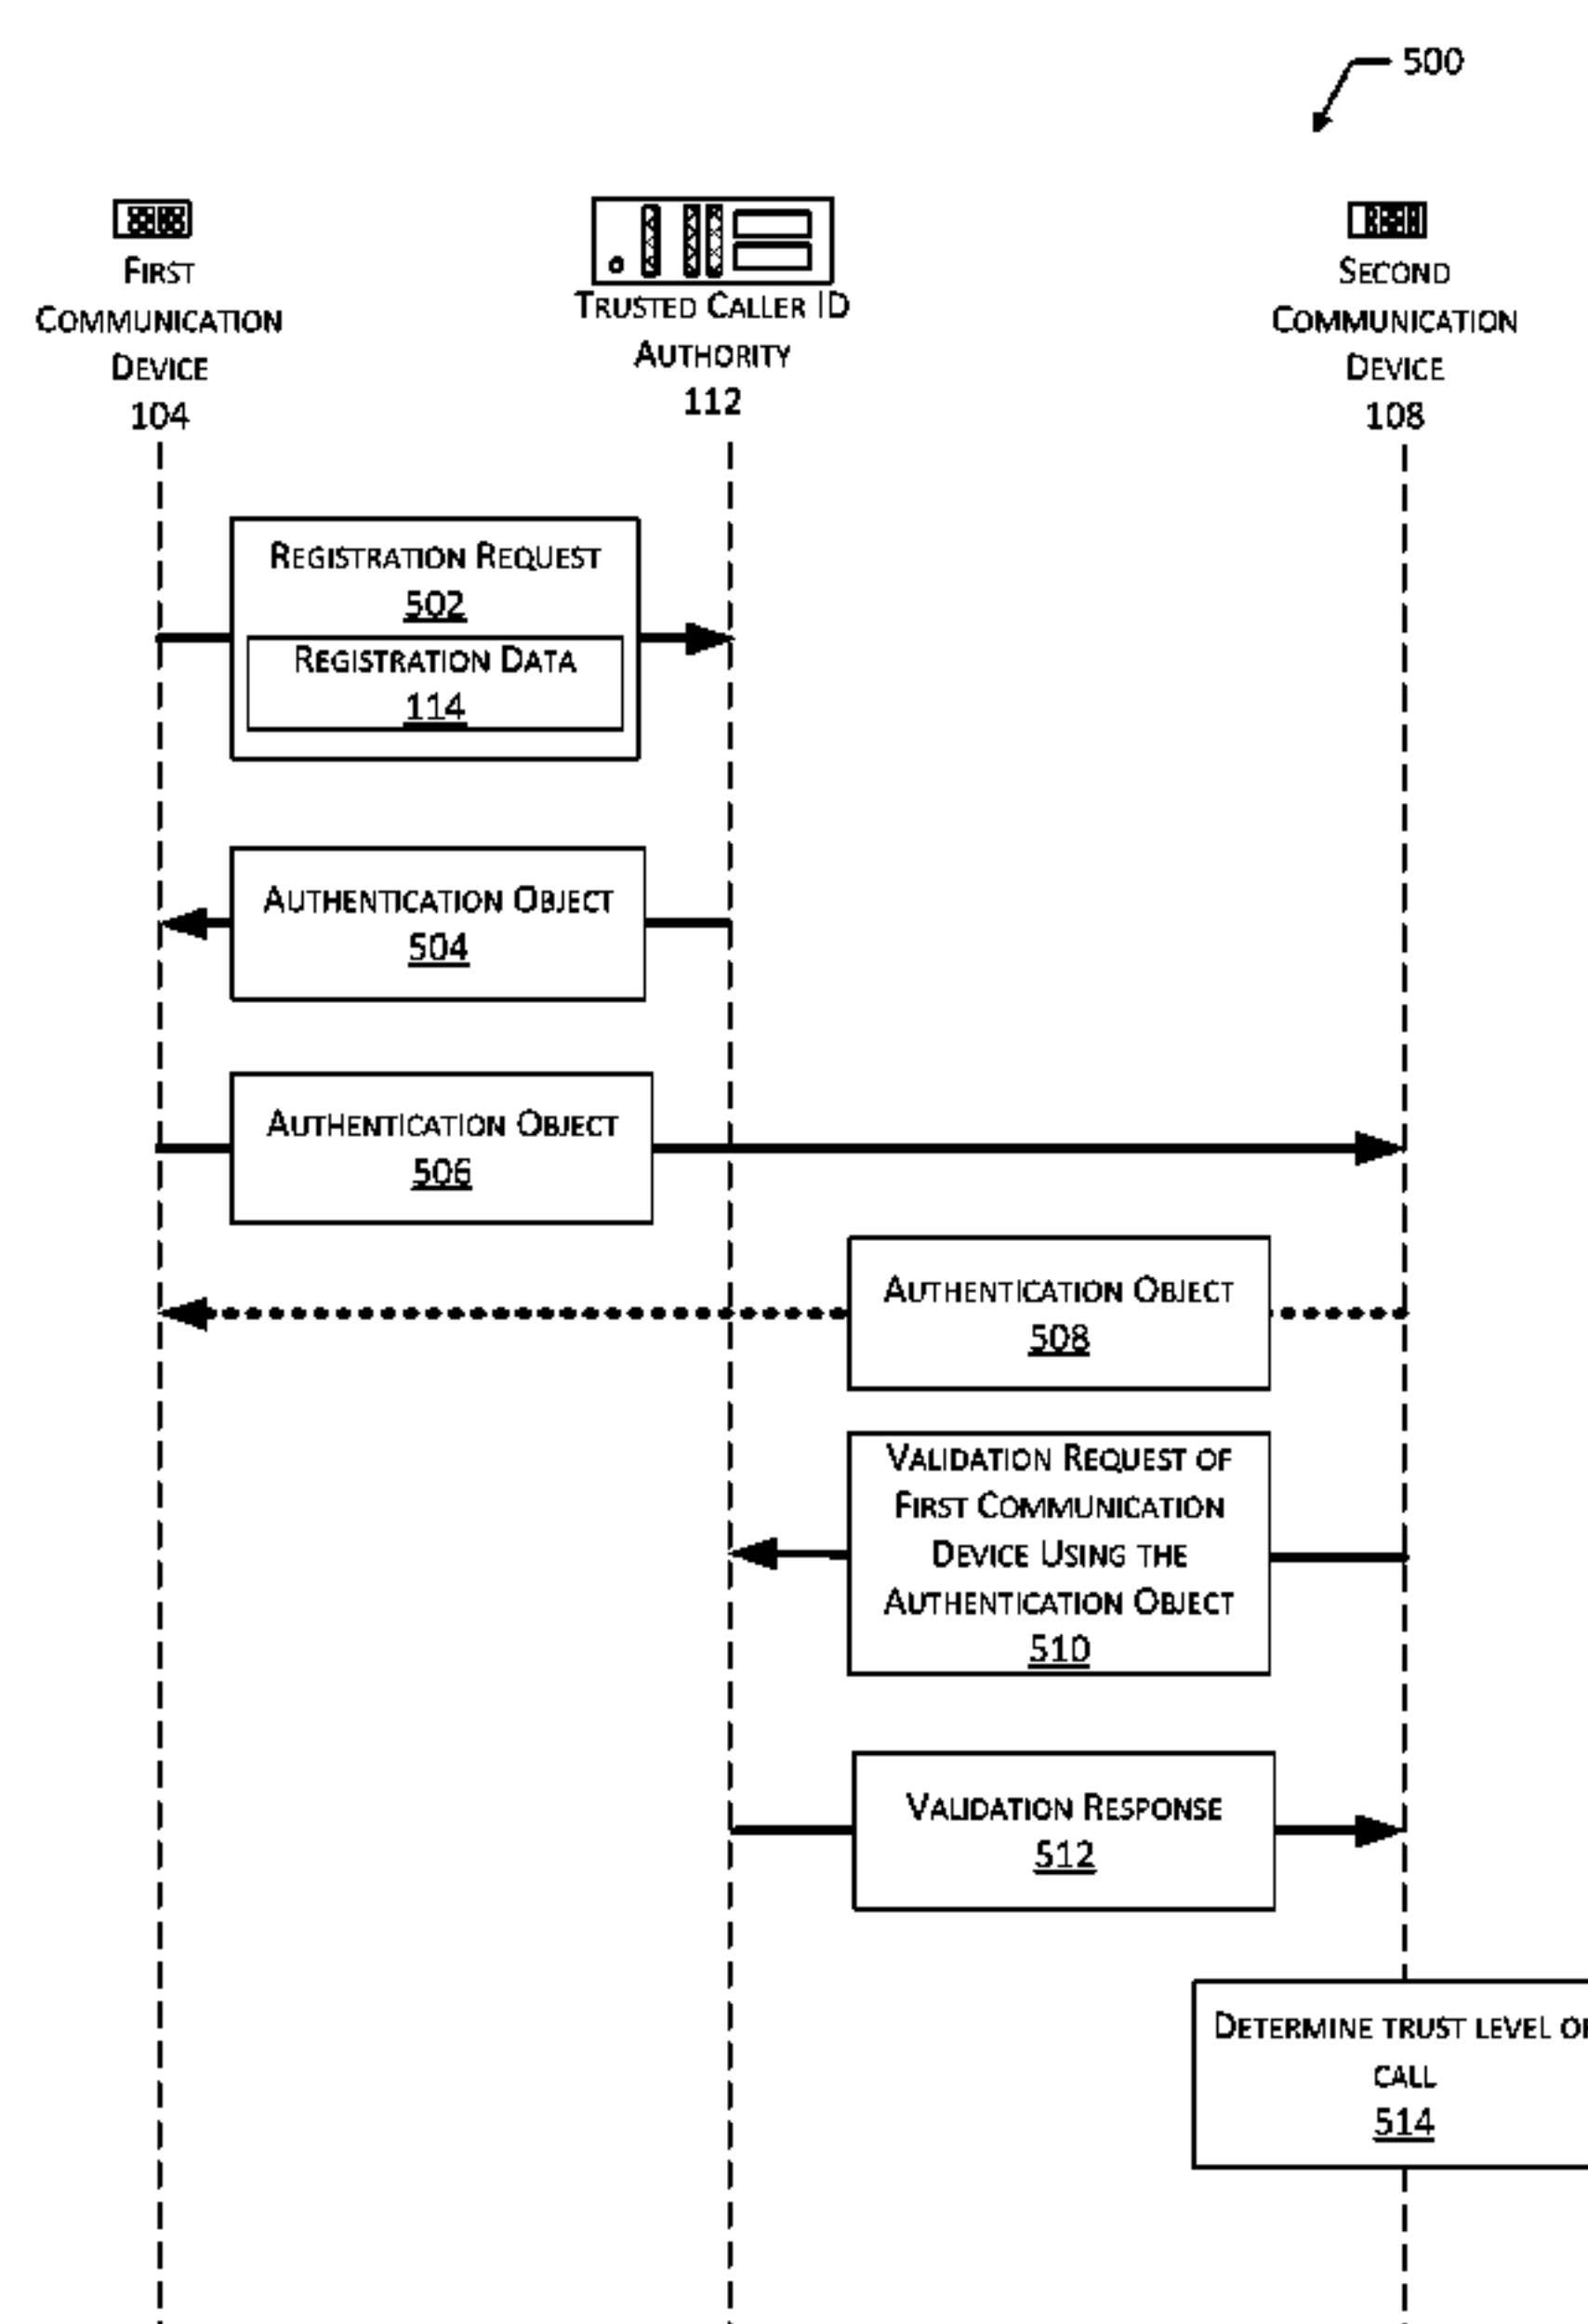 500
FIRST
COMMUNICATION
DEVICE
104
TRUSTED CALLER ID
AUTHORITY
112
SECOND
COMMUNICATION
DEVICE
108
REGISTRATION REQUEST
502
REGISTRATION DATA
114
AUTHENTICATION OBJECT
504
AUTHENTICATION OBJECT
506
AUTHENTICATION OBJECT
508
VALIDATION REQUEST OF
FIRST COMMUNICATION
DEVICE USING THE
AUTHENTICATION OBJECT
510
VALIDATION RESPONSE
512
DETERMINE TRUST LEVEL
CALL
514